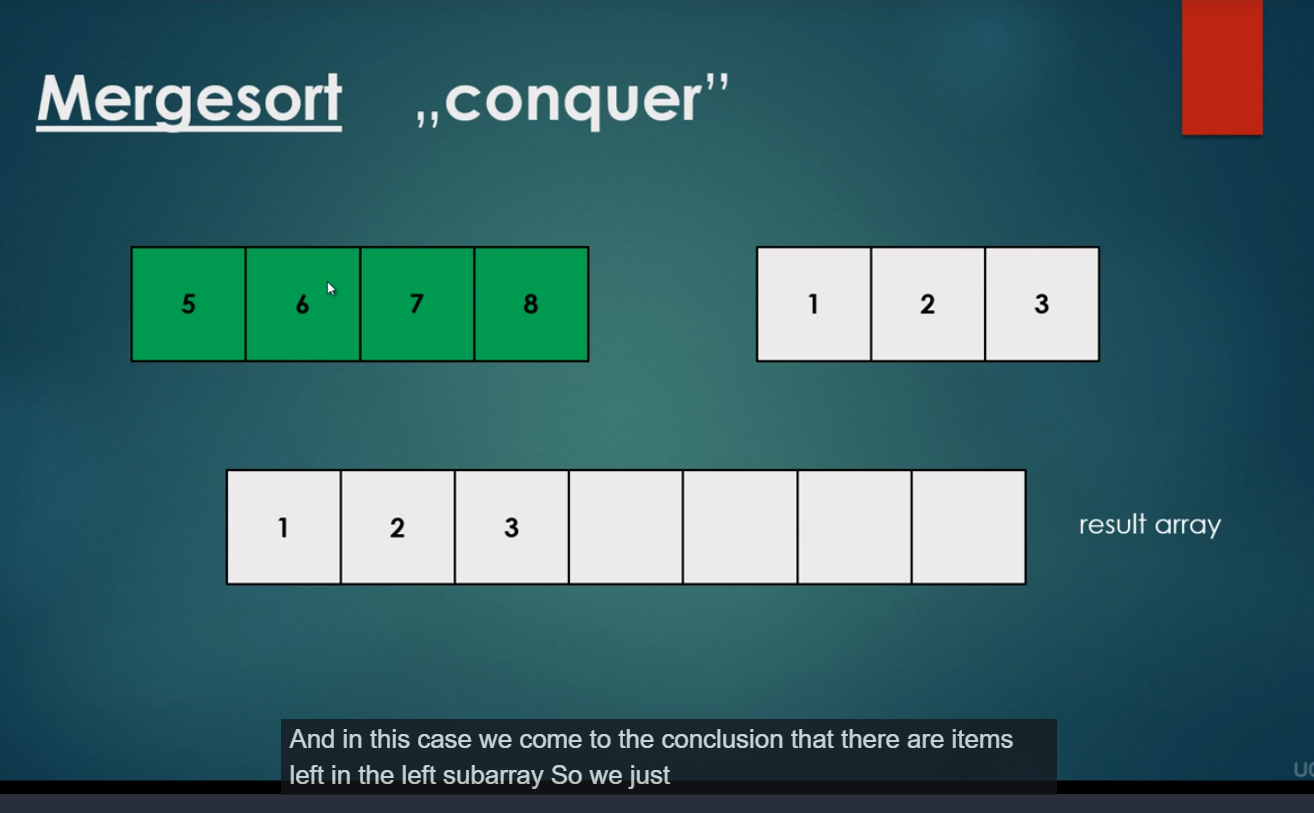 Mergesort „conquer”
5 6 7 8 1 2 3
1 2 3 result array
And in this case we come to the conclusion that there are items
left in the left subarray So we just